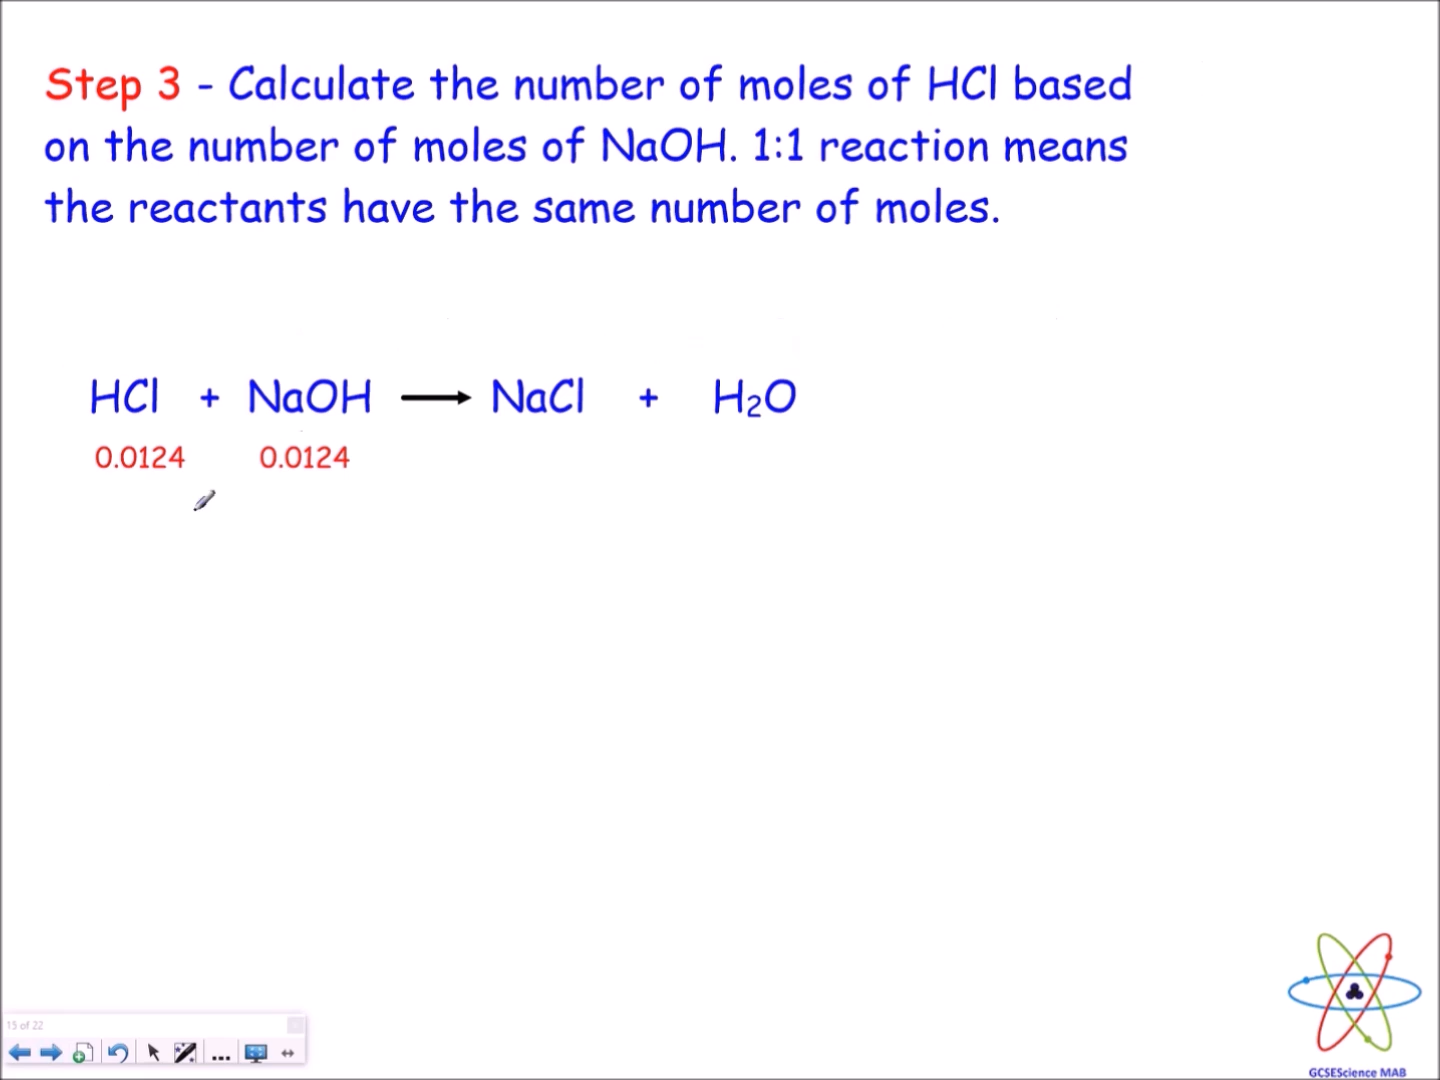 Step 3 - Calculate the number of moles of HCl based
on the number of moles of NaOH. 1:1 reaction means
the reactants have the same number of moles.
HCl + NaOH ⟶ NaCl + H₂O
0.0124 0.0124
15 of 22
GCSEScience MAB